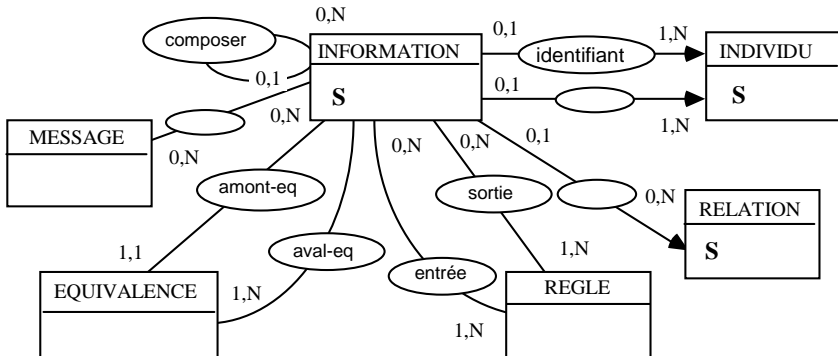 0,N
composer
INFORMATION
0,1
identifiant
1,N
INDIVIDU
0,1
S
0,1
S
MESSAGE
0,N
0,N
0,N
0,N
0,1
1,N
amont-eq
sortie
0,N
RELATION
1,1
aval-eq
S
entrée
1,N
EQUIVALENCE
1,N
REGLE
1,N